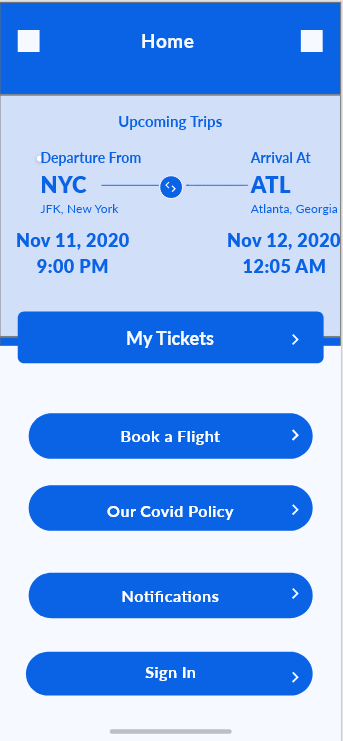 Home
Upcoming Trips
Departure From Arrival At
NYC ATL
JFK, New York Atlanta, Georgia
Nov 11, 2020 Nov 12, 2020
9:00 PM 12:05 AM
My Tickets
Book a Flight
Our Covid Policy
Notifications
Sign In